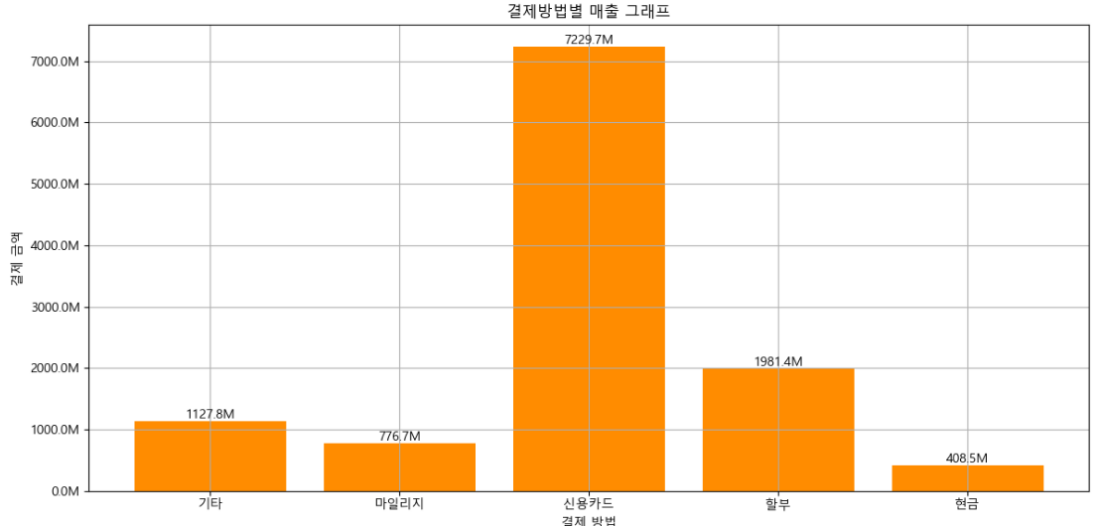 결제방법별 매출 그래프
결제 금액
7000.0M
6000.0M
5000.0M
4000.0M
3000.0M
2000.0M
1000.0M
0.0M
1127.8M
776.7M
7229.7M
1981.4M
408.5M
기타
마일리지
신용카드
할부
현금
결제 방법